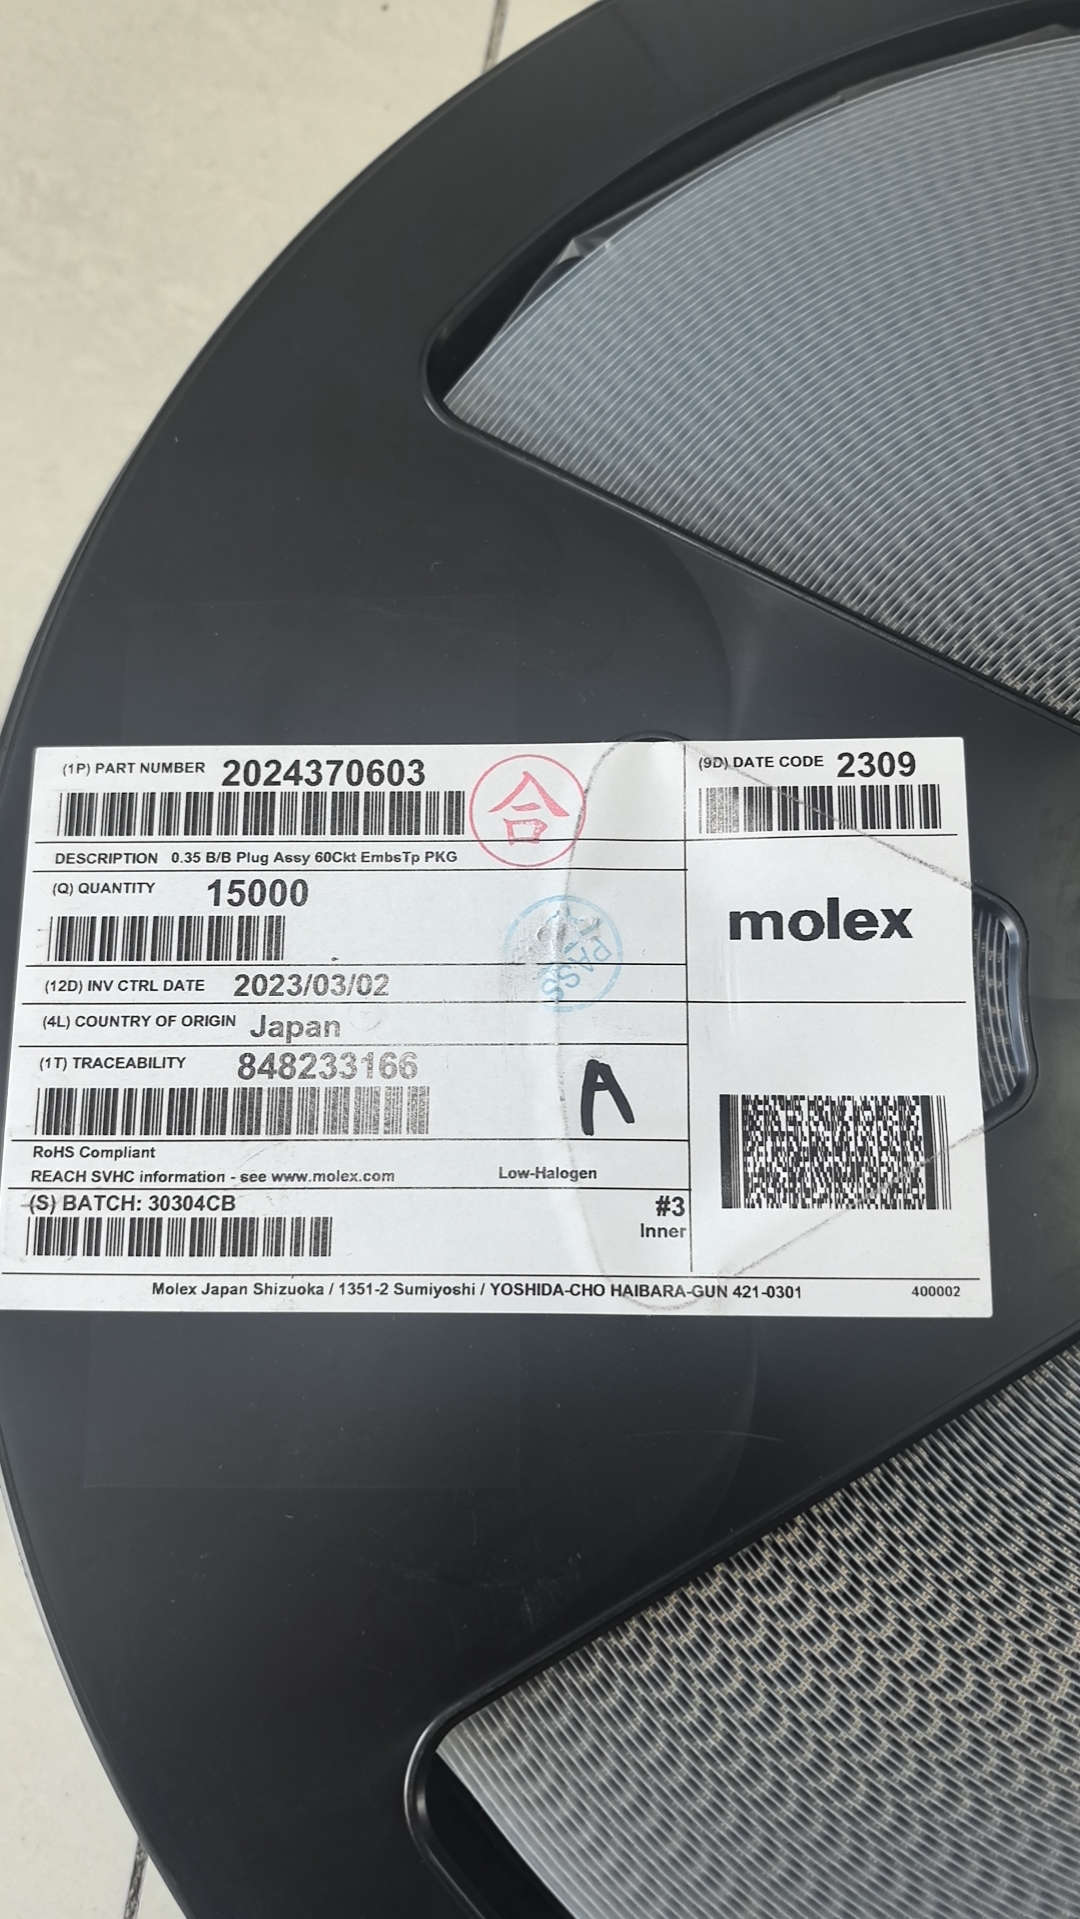 (1P) PART NUMBER 2024370603
合
(9D) DATE CODE 2309
DESCRIPTION 0.35 B/B Plug Assy 60Ckt EmbsTp PKG
(Q) QUANTITY 15000
molex
PASS
(12D) INV CTRL DATE 2023/03/02
(4L) COUNTRY OF ORIGIN Japan
(1T) TRACEABILITY 848233166
A
RoHS Compliant
REACH SVHC information - see www.molex.com Low-Halogen
(S) BATCH: 30304CB
#3
Inner
Molex Japan Shizuoka / 1351-2 Sumiyoshi / YOSHIDA-CHO HAIBARA-GUN 421-0301 400002